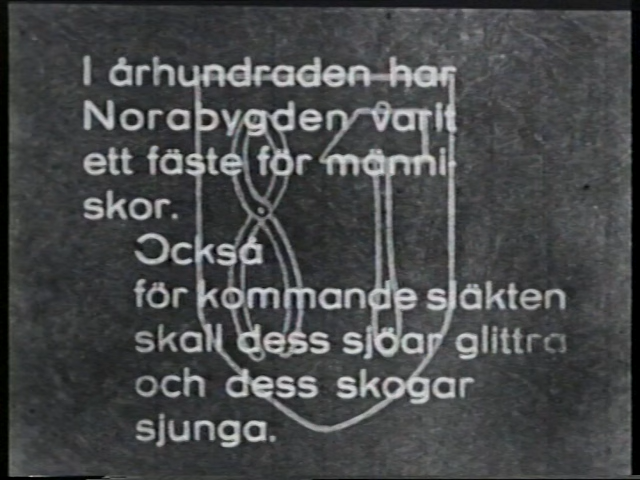 I århundraden har
Norabygden varit
ett fäste för männi-
skor.
Också
för kommande släkten
skall dess sjöar glittra
och dess skogar
sjunga.